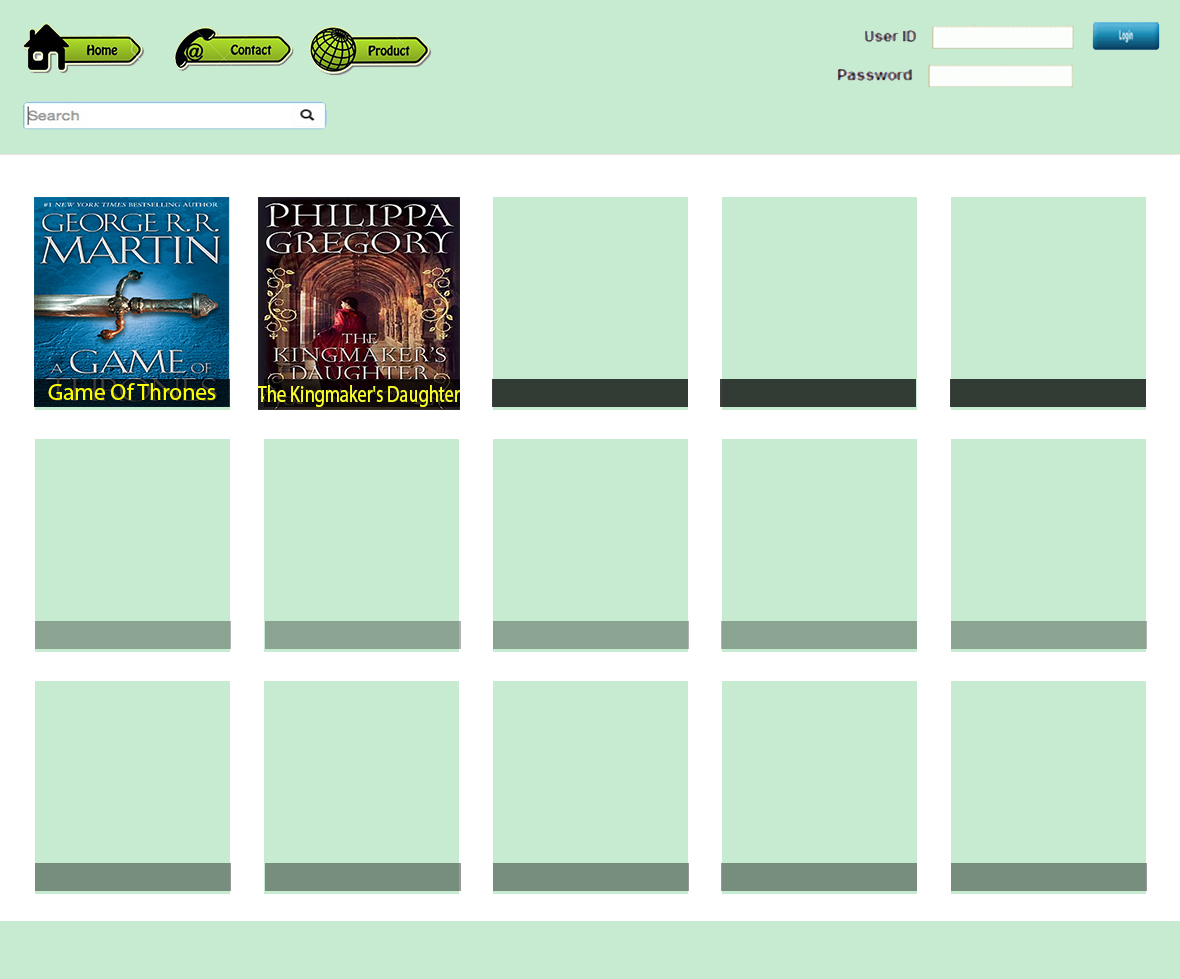 Home
Contact
Product
User ID
Login
Password
Search
#1 NEW YORK TIMES BESTSELLING AUTHOR
GEORGE R. R.
MARTIN
A GAME OF
Game Of Thrones
PHILIPPA
GREGORY
THE
KINGMAKER'S
DAUGHTER
The Kingmaker's Daughter